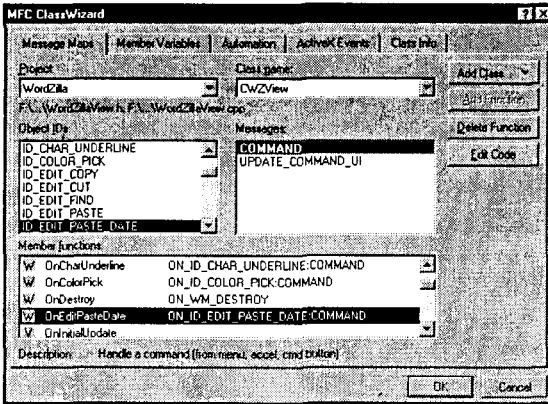 MFC ClassWizard
Message Maps Member Variables Automation ActiveX Events Class Info
Project: Class name:
WordZilla CWZView
F:\...\WordZillaView.h, F:\...\WordZillaView.cpp
Object IDs: Messages:
ID_CHAR_UNDERLINE
ID_COLOR_PICK
ID_EDIT_COPY
ID_EDIT_CUT
ID_EDIT_FIND
ID_EDIT_PASTE
ID_EDIT_PASTE_DATE
COMMAND
UPDATE_COMMAND_UI
Add Class
Add Function
Delete Function
Edit Code
Member functions:
W OnCharUnderline ON_ID_CHAR_UNDERLINE:COMMAND
W OnColorPick ON_ID_COLOR_PICK:COMMAND
W OnDestroy ON_WM_DESTROY
W OnEditPasteDate ON_ID_EDIT_PASTE_DATE:COMMAND
V OnInitialUpdate
Description: Handle a command (from menu, accel, cmd button)
OK Cancel